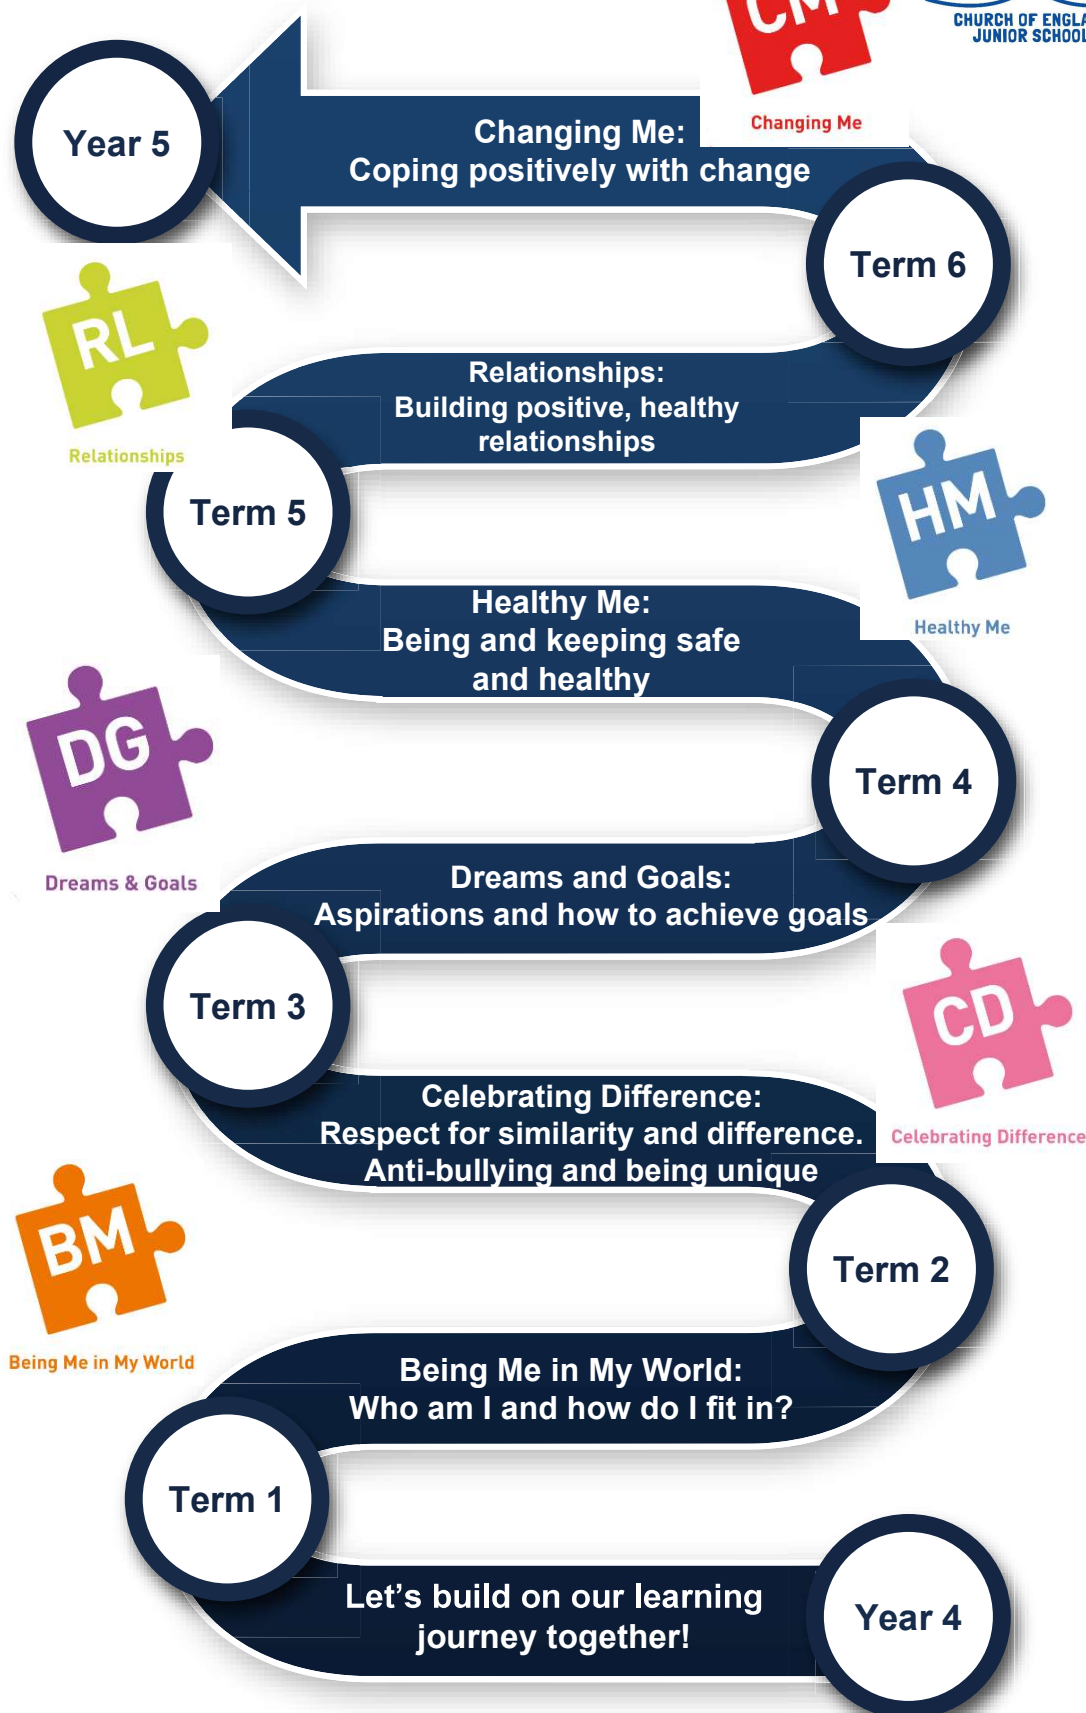 CM
CHURCH OF ENGLA
JUNIOR SCHOOL
Changing Me
Year 5
Changing Me:
Coping positively with change
Term 6
RL
Relationships
Relationships:
Building positive, healthy
relationships
HM
Healthy Me
Term 5
Healthy Me:
Being and keeping safe
and healthy
DG
Dreams & Goals
Term 4
Dreams and Goals:
Aspirations and how to achieve goals
CD
Celebrating Difference
Term 3
Celebrating Difference:
Respect for similarity and difference.
Anti-bullying and being unique
BM
Being Me in My World
Term 2
Being Me in My World:
Who am I and how do I fit in?
Term 1
Let's build on our learning
journey together!
Year 4